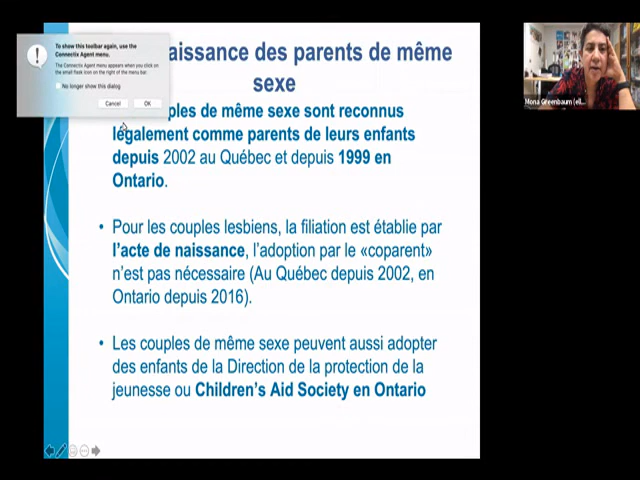 To show this toolbar again, use the
Connectix Agent menu.
The Connectix Agent menu appears when you click on
the small flask icon on the right of the menu bar.
No longer show this dialog
Cancel OK
aissance des parents de même
sexe
ples de même sexe sont reconnus
légalement comme parents de leurs enfants
depuis 2002 au Québec et depuis 1999 en
Ontario.
• Pour les couples lesbiens, la filiation est établie par
l’acte de naissance, l’adoption par le «coparent»
n’est pas nécessaire (Au Québec depuis 2002, en
Ontario depuis 2016).
• Les couples de même sexe peuvent aussi adopter
des enfants de la Direction de la protection de la
jeunesse ou Children’s Aid Society en Ontario
Mona Greenbaum (ell...